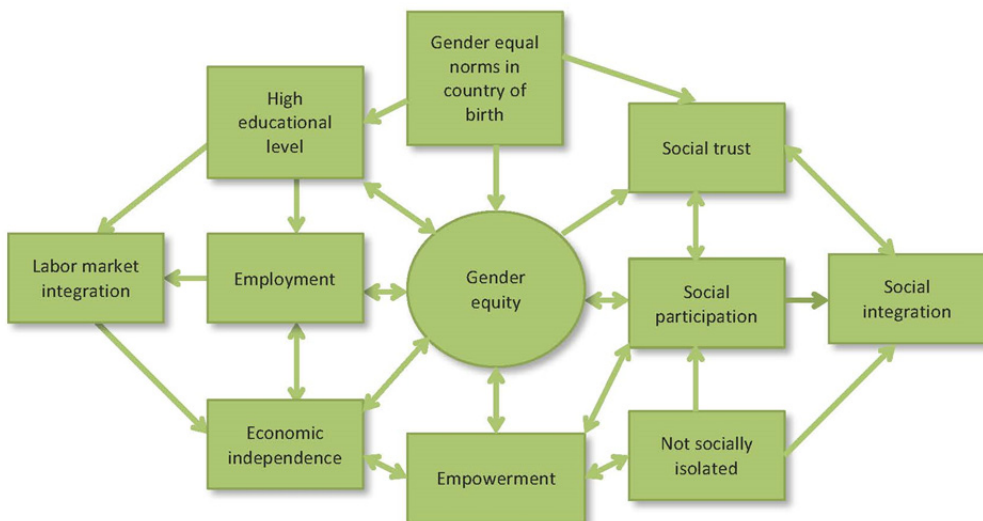 Gender equal
norms in
country of
birth
High
educational
level
Social trust
Labor market
integration
Employment
Gender
equity
Social
participation
Social
integration
Economic
independence
Empowerment
Not socially
isolated